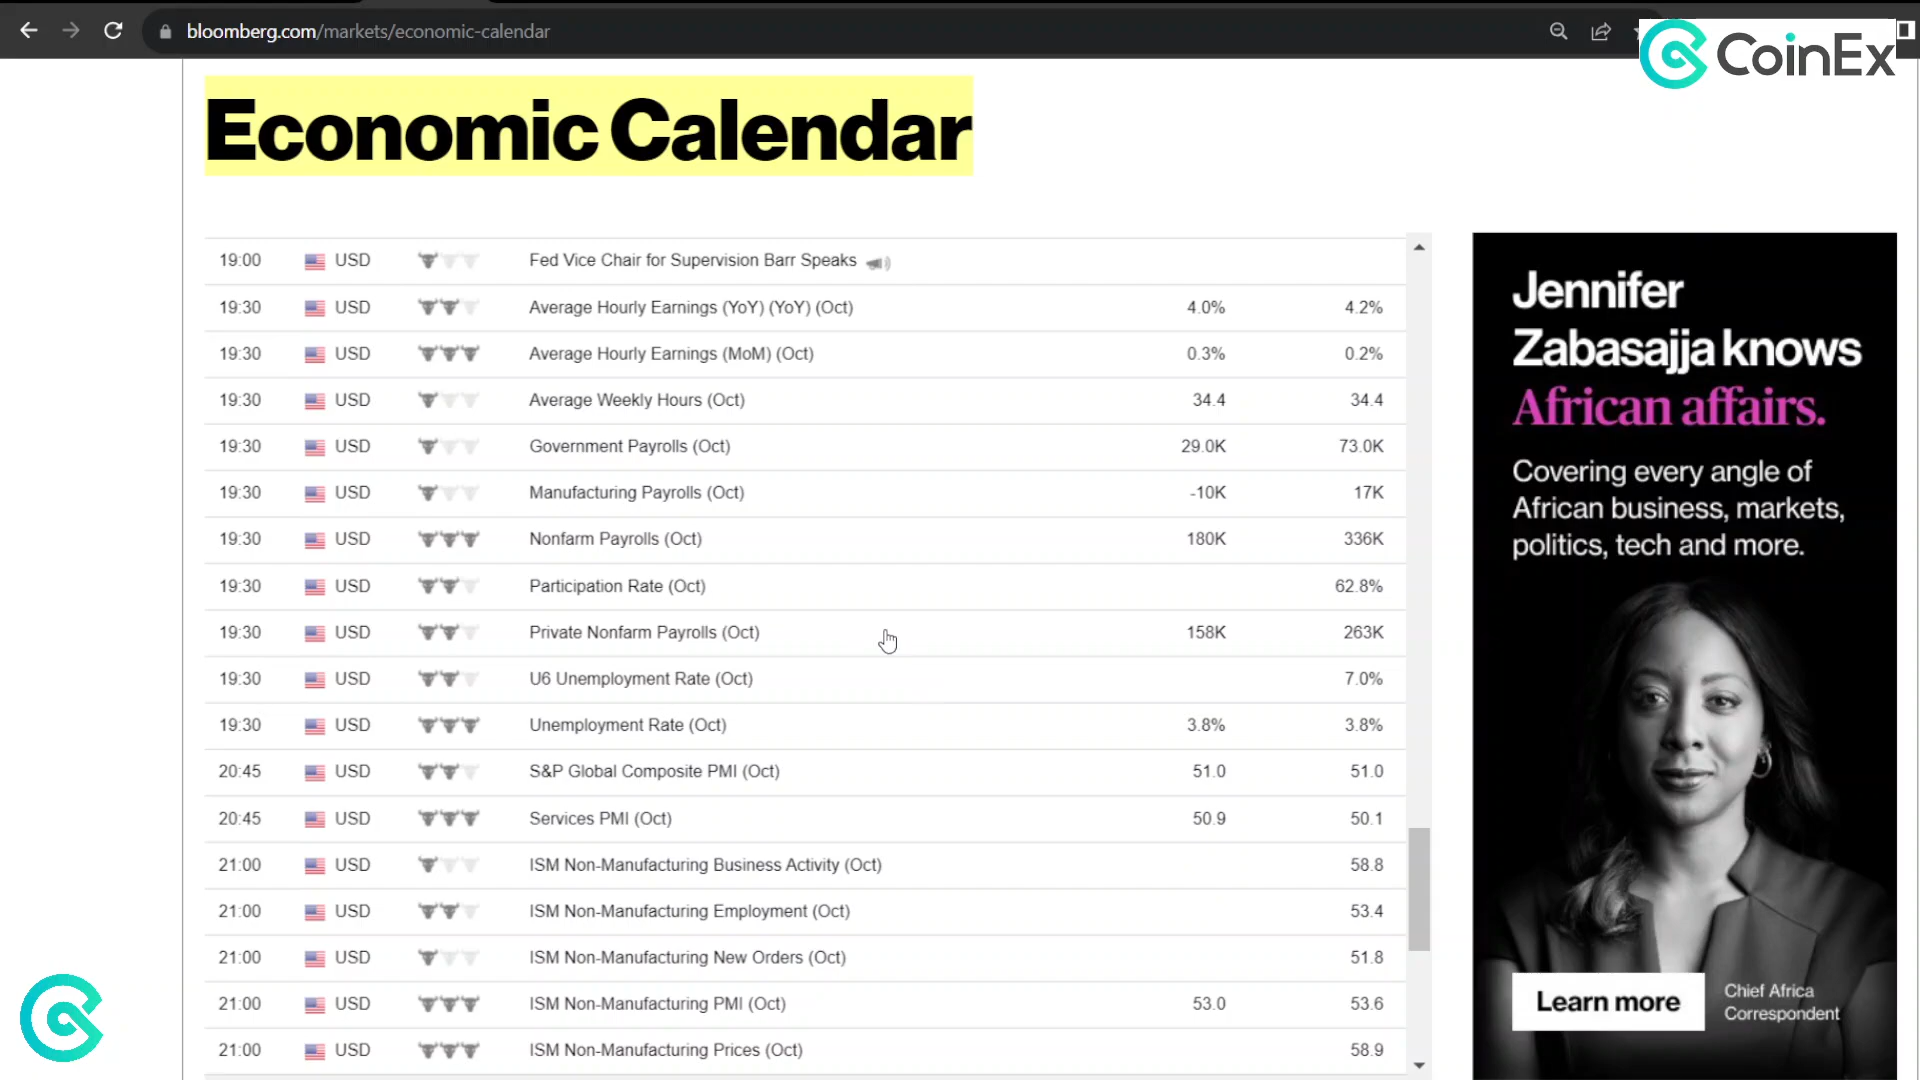 bloomberg.com/markets/economic-calendar
CoinEx
Economic Calendar
19:00 USD Fed Vice Chair for Supervision Barr Speaks
19:30 USD Average Hourly Earnings (YoY) (YoY) (Oct) 4.0% 4.2%
19:30 USD Average Hourly Earnings (MoM) (Oct) 0.3% 0.2%
19:30 USD Average Weekly Hours (Oct) 34.4 34.4
19:30 USD Government Payrolls (Oct) 29.0K 73.0K
19:30 USD Manufacturing Payrolls (Oct) -10K 17K
19:30 USD Nonfarm Payrolls (Oct) 180K 336K
19:30 USD Participation Rate (Oct) 62.8%
19:30 USD Private Nonfarm Payrolls (Oct) 158K 263K
19:30 USD U6 Unemployment Rate (Oct) 7.0%
19:30 USD Unemployment Rate (Oct) 3.8% 3.8%
20:45 USD S&P Global Composite PMI (Oct) 51.0 51.0
20:45 USD Services PMI (Oct) 50.9 50.1
21:00 USD ISM Non-Manufacturing Business Activity (Oct) 58.8
21:00 USD ISM Non-Manufacturing Employment (Oct) 53.4
21:00 USD ISM Non-Manufacturing New Orders (Oct) 51.8
21:00 USD ISM Non-Manufacturing PMI (Oct) 53.0 53.6
21:00 USD ISM Non-Manufacturing Prices (Oct) 58.9
Jennifer
Zabasajja knows
African affairs.
Covering every angle of
African business, markets,
politics, tech and more.
Learn more
Chief Africa
Correspondent